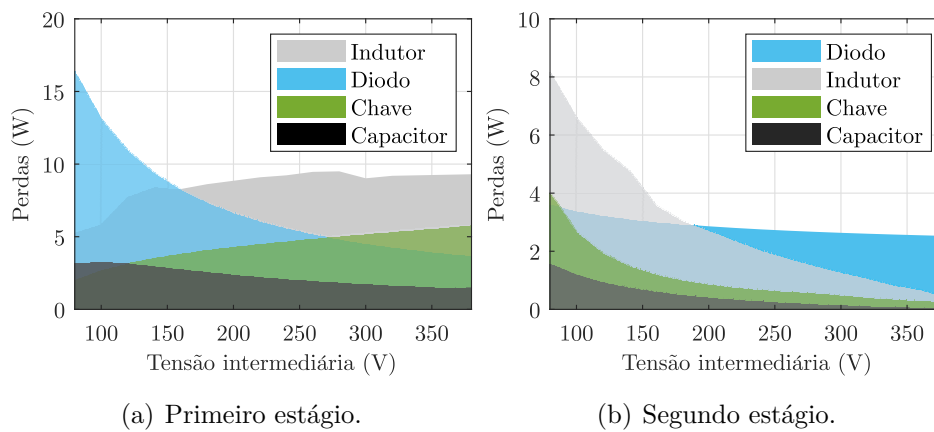 20
15
10
5
0
Perdas (W)
100 150 200 250 300 350
Tensão intermediária (V)
Indutor
Diodo
Chave
Capacitor
(a) Primeiro estágio.
10
8
6
4
2
0
Perdas (W)
100 150 200 250 300 350
Tensão intermediária (V)
Diodo
Indutor
Chave
Capacitor
(b) Segundo estágio.